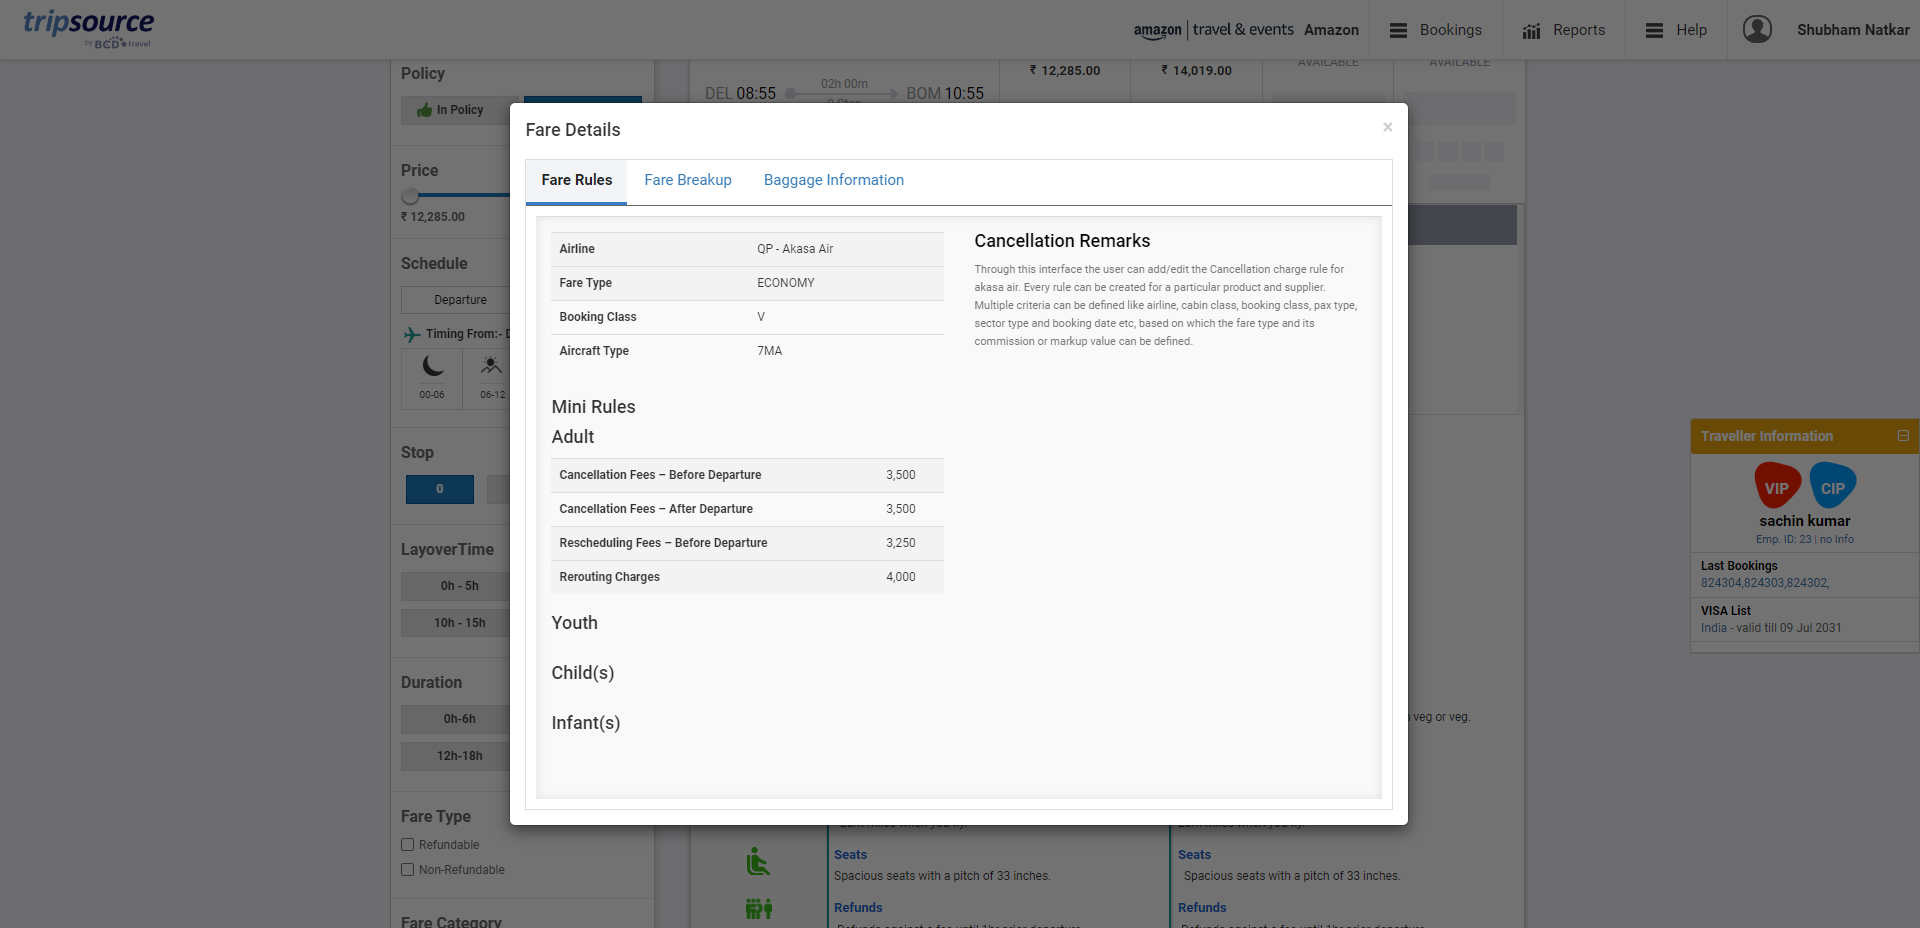 tripsource
by BCD travel
amazon | travel & events Amazon
Bookings
Reports
Help
Shubham Natkar
Policy
In Policy
Price
₹ 12,285.00
Schedule
Departure
Timing From:-
00-06
06-12
Stop
0
LayoverTime
0h - 5h
10h - 15h
Duration
0h-6h
12h-18h
Fare Type
Refundable
Non-Refundable
Fare Category
DEL 08:55
02h 00m
BOM 10:55
₹ 12,285.00
₹ 14,019.00
AVAILABLE
AVAILABLE
Fare Details
×
Fare Rules
Fare Breakup
Baggage Information
Airline QP - Akasa Air
Fare Type ECONOMY
Booking Class V
Aircraft Type 7MA
Mini Rules
Adult
Cancellation Fees – Before Departure 3,500
Cancellation Fees – After Departure 3,500
Rescheduling Fees – Before Departure 3,250
Rerouting Charges 4,000
Youth
Child(s)
Infant(s)
Cancellation Remarks
Through this interface the user can add/edit the Cancellation charge rule for
akasa air. Every rule can be created for a particular product and supplier.
Multiple criteria can be defined like airline, cabin class, booking class, pax type,
sector type and booking date etc, based on which the fare type and its
commission or markup value can be defined.
veg or veg.
Seats
Spacious seats with a pitch of 33 inches.
Refunds
Seats
Spacious seats with a pitch of 33 inches.
Refunds
Traveller Information
VIP
CIP
sachin kumar
Emp. ID: 23 | no Info
Last Bookings
824304,824303,824302,
VISA List
India - valid till 09 Jul 2031